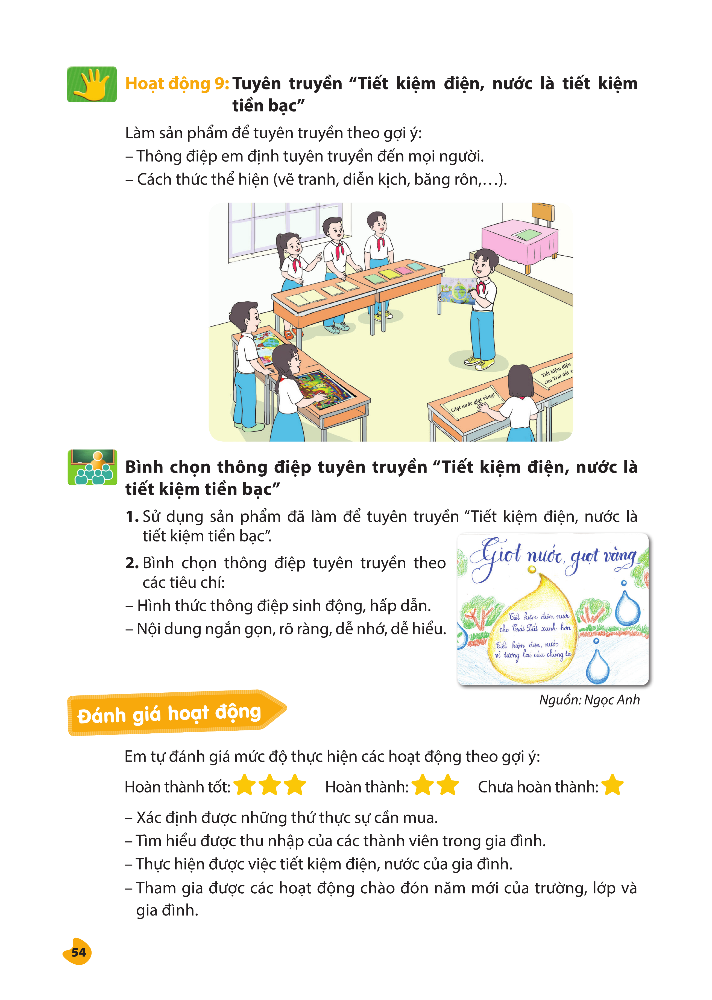 Hoạt động 9: Tuyên truyền “Tiết kiệm điện, nước là tiết kiệm
tiền bạc”
Làm sản phẩm để tuyên truyền theo gợi ý:
– Thông điệp em định tuyên truyền đến mọi người.
– Cách thức thể hiện (vẽ tranh, diễn kịch, băng rôn,…).
Tiết kiệm điện
cho Trái đất x
Giọt nước giọt vàng!
Bình chọn thông điệp tuyên truyền “Tiết kiệm điện, nước là
tiết kiệm tiền bạc”
1. Sử dụng sản phẩm đã làm để tuyên truyền “Tiết kiệm điện, nước là
tiết kiệm tiền bạc”.
2. Bình chọn thông điệp tuyên truyền theo
các tiêu chí:
– Hình thức thông điệp sinh động, hấp dẫn.
– Nội dung ngắn gọn, rõ ràng, dễ nhớ, dễ hiểu.
Giọt nước, giọt vàng
Tiết kiệm điện, nước
cho Trái Đất xanh hơn
Tiết kiệm điện, nước
vì tương lai của chúng ta
Nguồn: Ngọc Anh
Đánh giá hoạt động
Em tự đánh giá mức độ thực hiện các hoạt động theo gợi ý:
Hoàn thành tốt: Hoàn thành: Chưa hoàn thành:
– Xác định được những thứ thực sự cần mua.
– Tìm hiểu được thu nhập của các thành viên trong gia đình.
– Thực hiện được việc tiết kiệm điện, nước của gia đình.
– Tham gia được các hoạt động chào đón năm mới của trường, lớp và
gia đình.
54